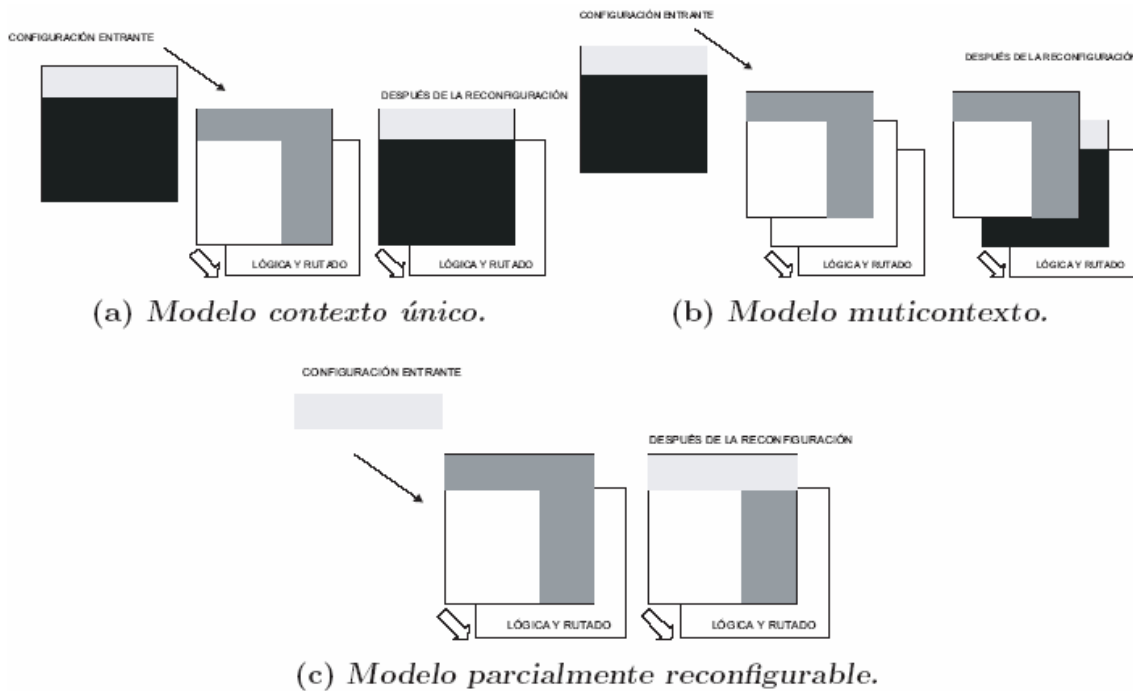 CONFIGURACIÓN ENTRANTE
DESPUÉS DE LA RECONFIGURACIÓN
LÓGICA Y RUTADO
LÓGICA Y RUTADO
(a) Modelo contexto único.
CONFIGURACIÓN ENTRANTE
DESPUÉS DE LA RECONFIGURACIÓN
LÓGICA Y RUTADO
LÓGICA Y RUTADO
(b) Modelo muticontexto.
CONFIGURACIÓN ENTRANTE
DESPUÉS DE LA RECONFIGURACIÓN
LÓGICA Y RUTADO
LÓGICA Y RUTADO
(c) Modelo parcialmente reconfigurable.